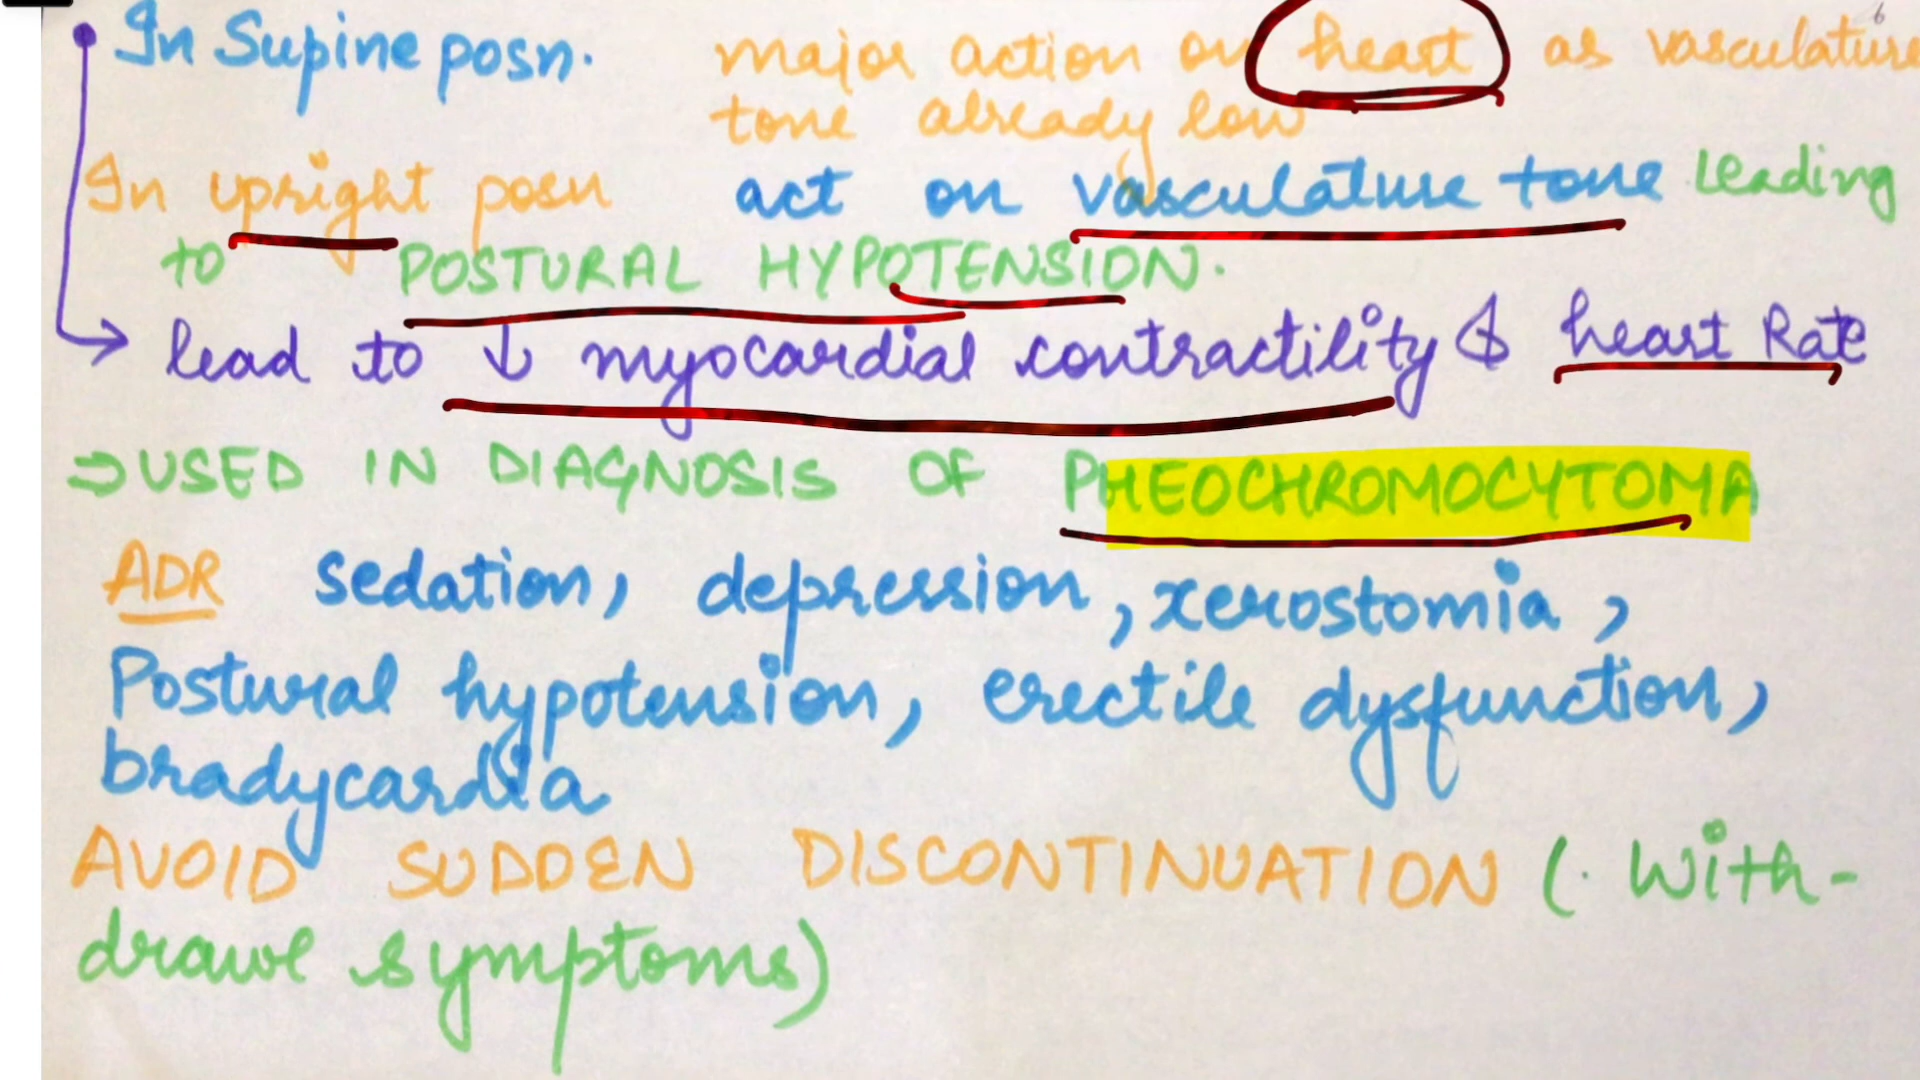 6
In Supine posn. major action on heart as vasculature
tone already low
In upright posn act on vasculature tone leading
to POSTURAL HYPOTENSION.
→ lead to ↓ myocardial contractility & heart Rate
⇒ USED IN DIAGNOSIS OF PHEOCHROMOCYTOMA
ADR sedation, depression, xerostomia,
Postural hypotension, erectile dysfunction,
bradycardia
AVOID SUDDEN DISCONTINUATION (. With-
drawl symptoms)